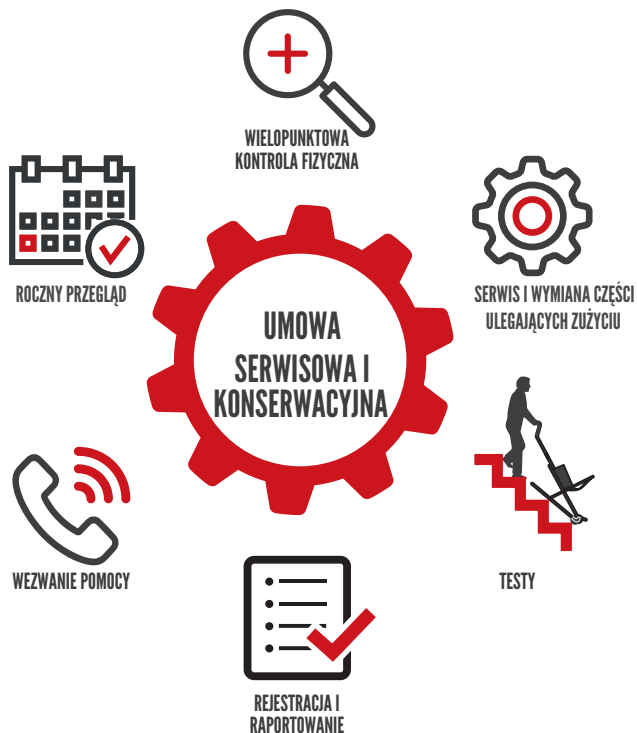 WIELOPUNKTOWA
KONTROLA FIZYCZNA
ROCZNY PRZEGLĄD
SERWIS I WYMIANA CZĘŚCI
ULEGAJĄCYCH ZUŻYCIU
UMOWA
SERWISOWA I
KONSERWACYJNA
WEZWANIE POMOCY
TESTY
REJESTRACJA I
RAPORTOWANIE